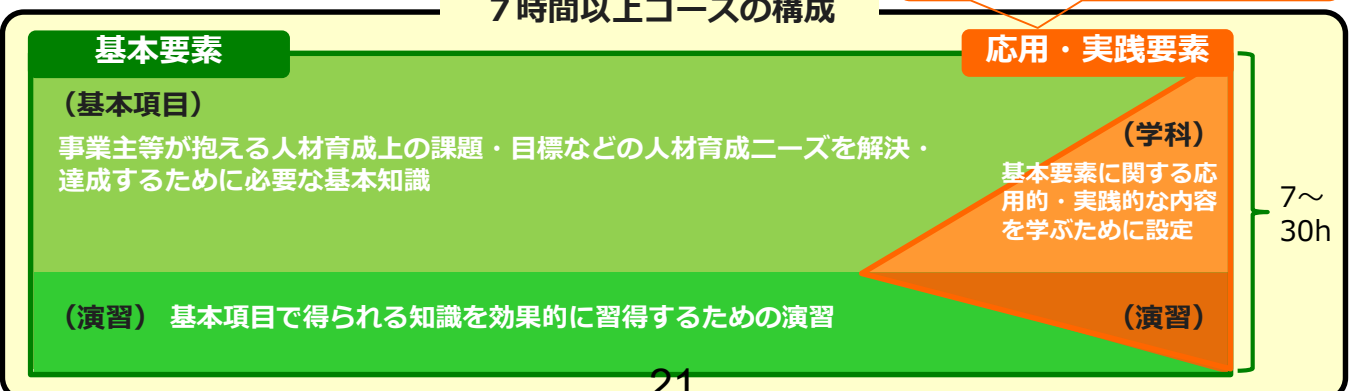 ７時間以上コースの構成
基本要素
応用・実践要素
（基本項目）
事業主等が抱える人材育成上の課題・目標などの人材育成ニーズを解決・
達成するために必要な基本知識
（学科）
基本要素に関する応
用的・実践的な内容
を学ぶために設定
7～
30h
（演習） 基本項目で得られる知識を効果的に習得するための演習
（演習）
21